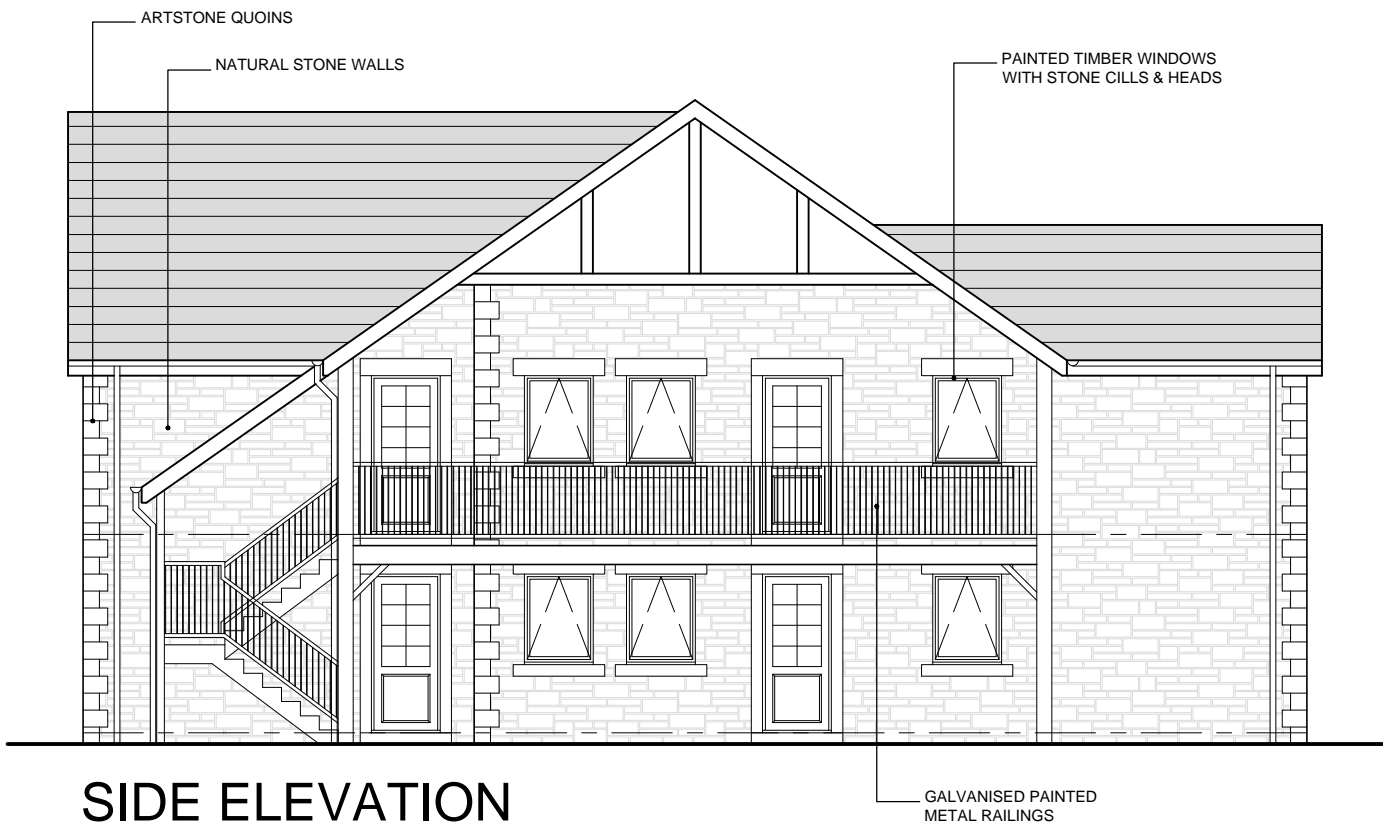 ARTSTONE QUOINS
NATURAL STONE WALLS
PAINTED TIMBER WINDOWS
WITH STONE CILLS & HEADS
SIDE ELEVATION
GALVANISED PAINTED
METAL RAILINGS